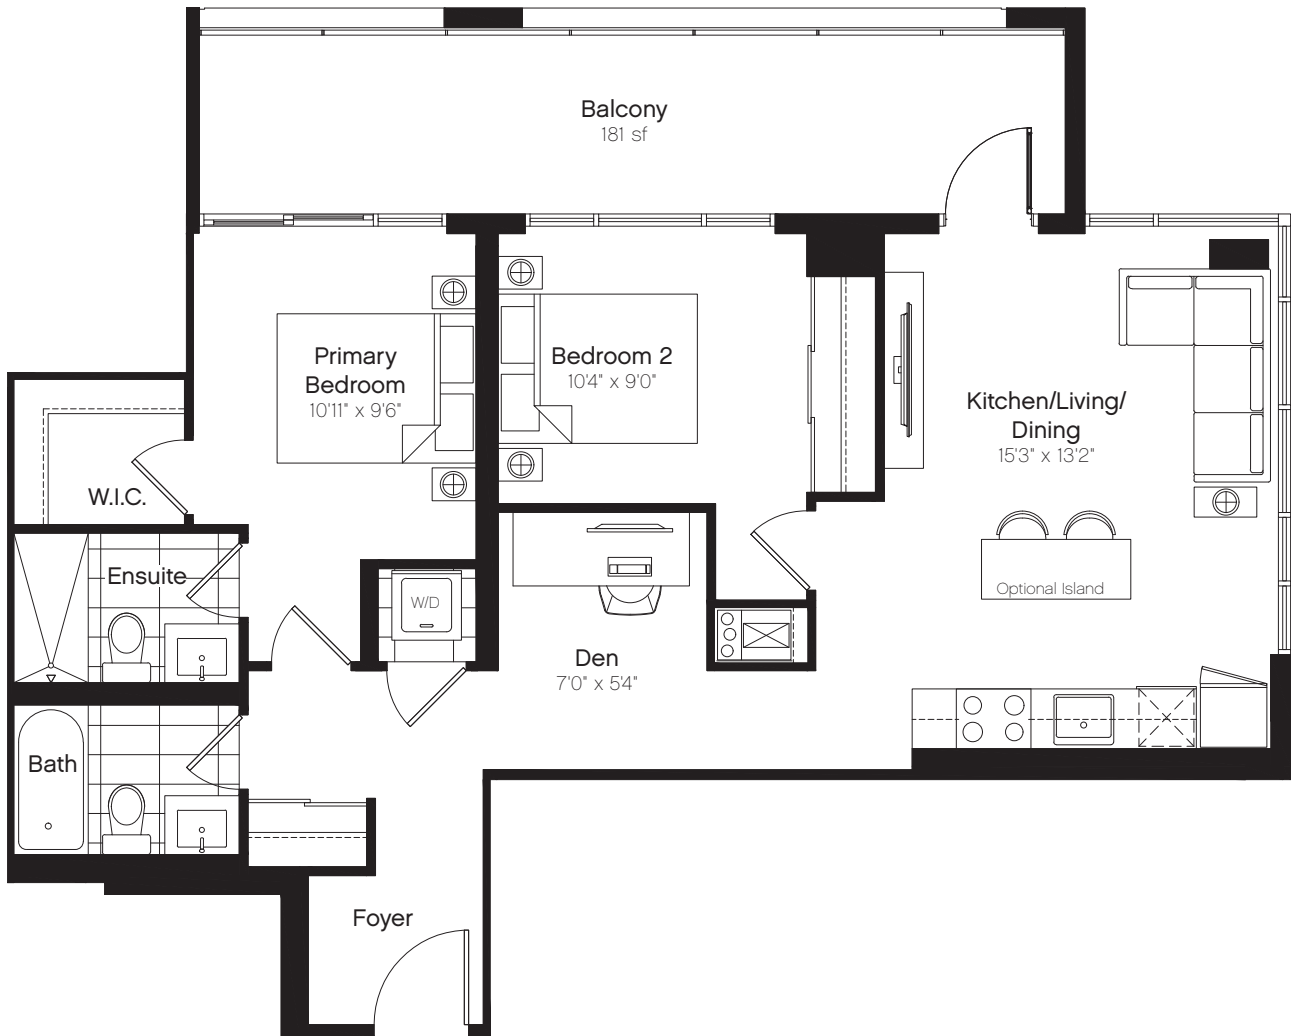 Balcony
181 sf
Primary
Bedroom
10'11" x 9'6"
Bedroom 2
10'4" x 9'0"
Kitchen/Living/
Dining
15'3" x 13'2"
W.I.C.
Ensuite
W/D
Optional Island
Den
7'0" x 5'4"
Bath
Foyer